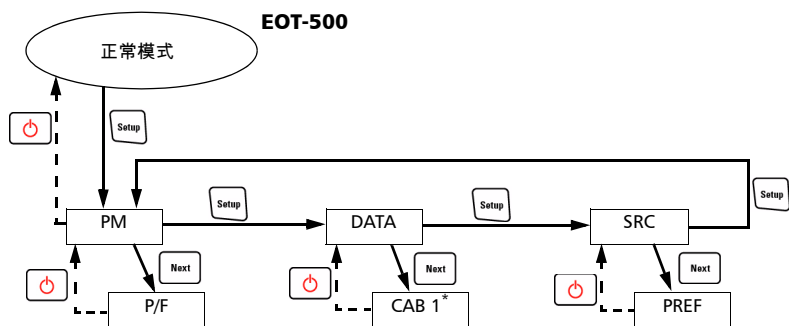 EOT-500
正常模式
Setup
Setup
Setup
Setup
PM
DATA
SRC
Next
Next
Next
P/F
CAB 1*
PREF